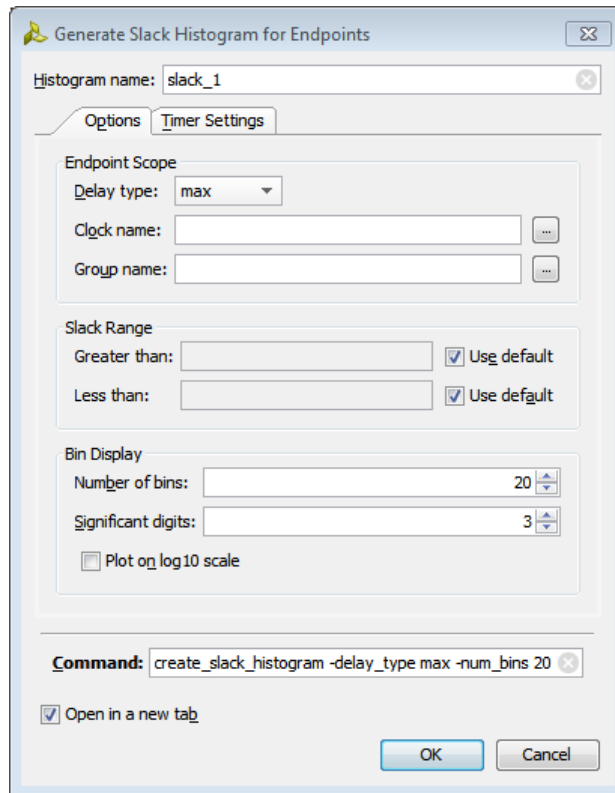 Generate Slack Histogram for Endpoints
Histogram name: slack_1
Options Timer Settings
Endpoint Scope
Delay type: max
Clock name: ...
Group name: ...
Slack Range
Greater than: Use default
Less than: Use default
Bin Display
Number of bins: 20
Significant digits: 3
Plot on log10 scale
Command: create_slack_histogram -delay_type max -num_bins 20
Open in a new tab
OK Cancel